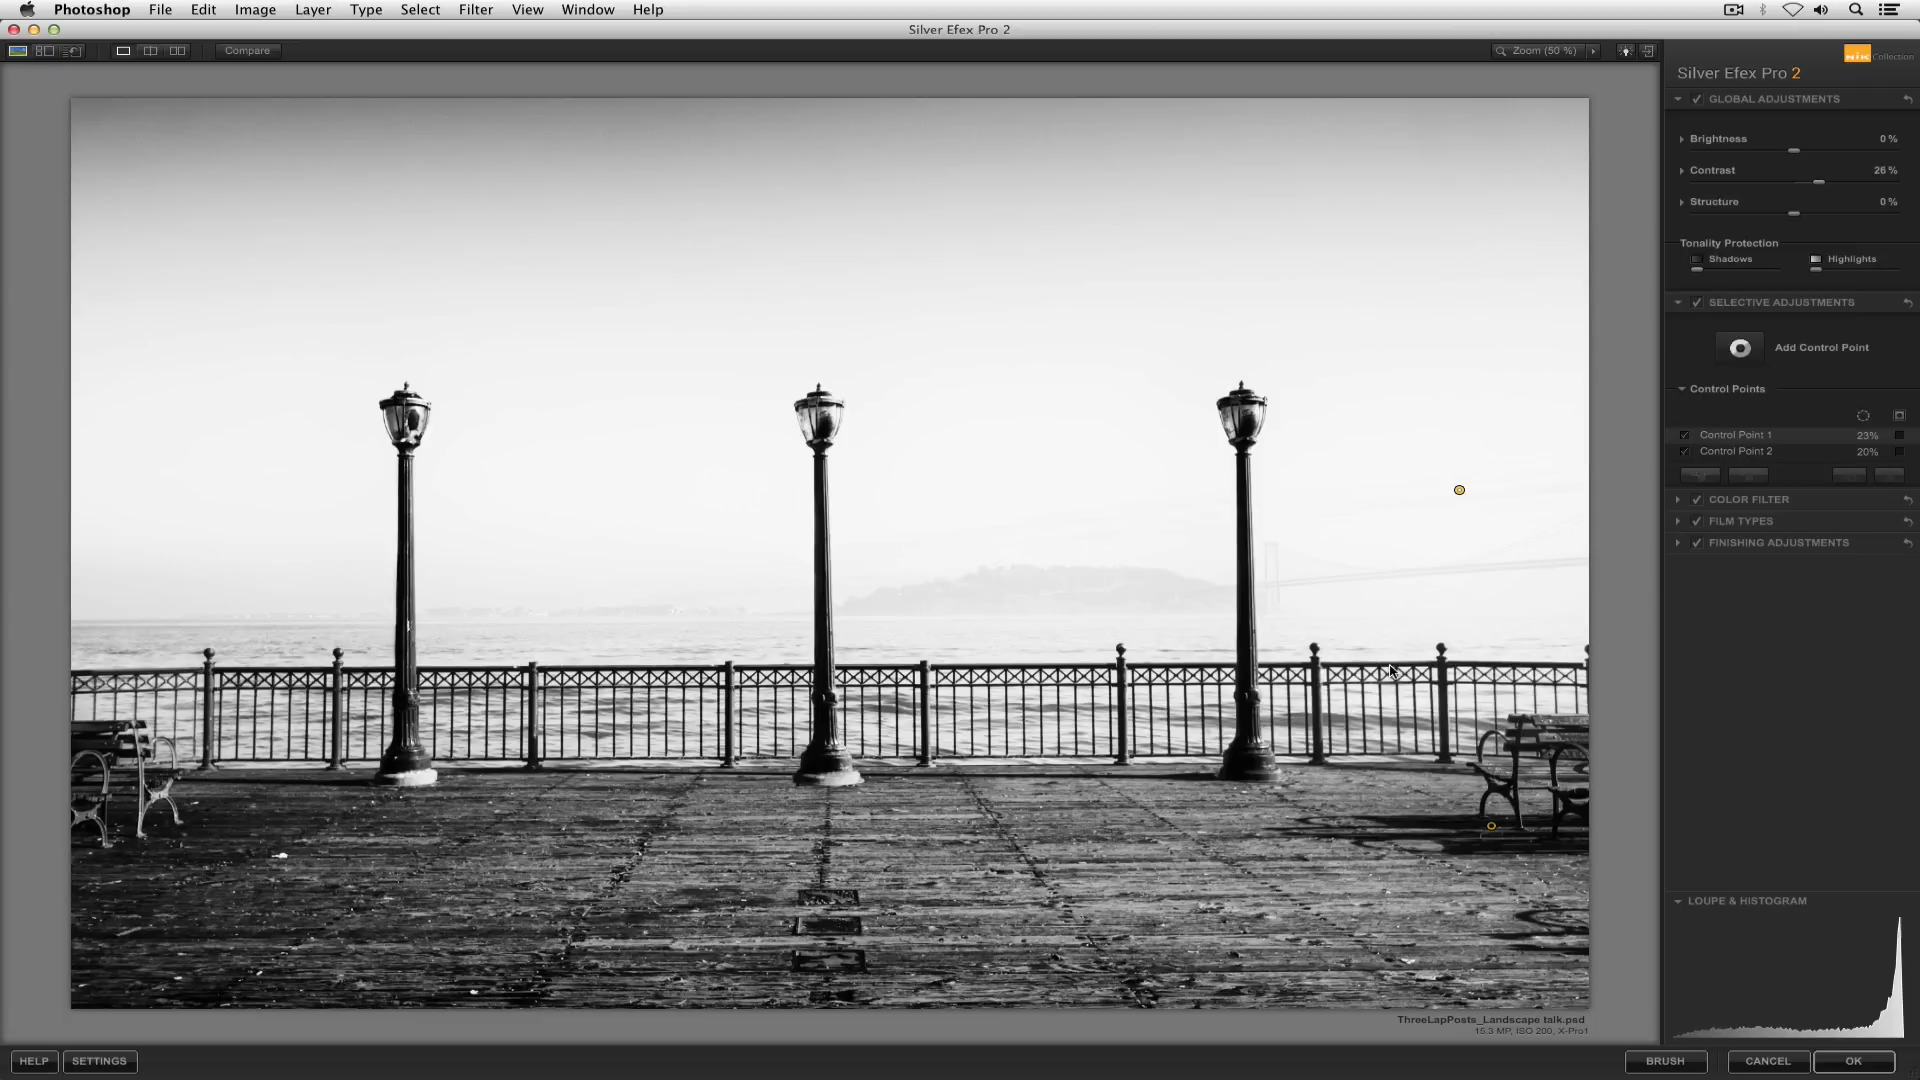 Photoshop File Edit Image Layer Type Select Filter View Window Help
Silver Efex Pro 2
Compare
Zoom (50 %)
NIK Collection
Silver Efex Pro 2
GLOBAL ADJUSTMENTS
Brightness 0 %
Contrast 26 %
Structure 0 %
Tonality Protection
Shadows Highlights
SELECTIVE ADJUSTMENTS
Add Control Point
Control Points
Control Point 1 23%
Control Point 2 20%
COLOR FILTER
FILM TYPES
FINISHING ADJUSTMENTS
LOUPE & HISTOGRAM
ThreeLapPosts_Landscape talk.psd
15.3 MP, ISO 200, X-Pro1
HELP SETTINGS BRUSH CANCEL OK